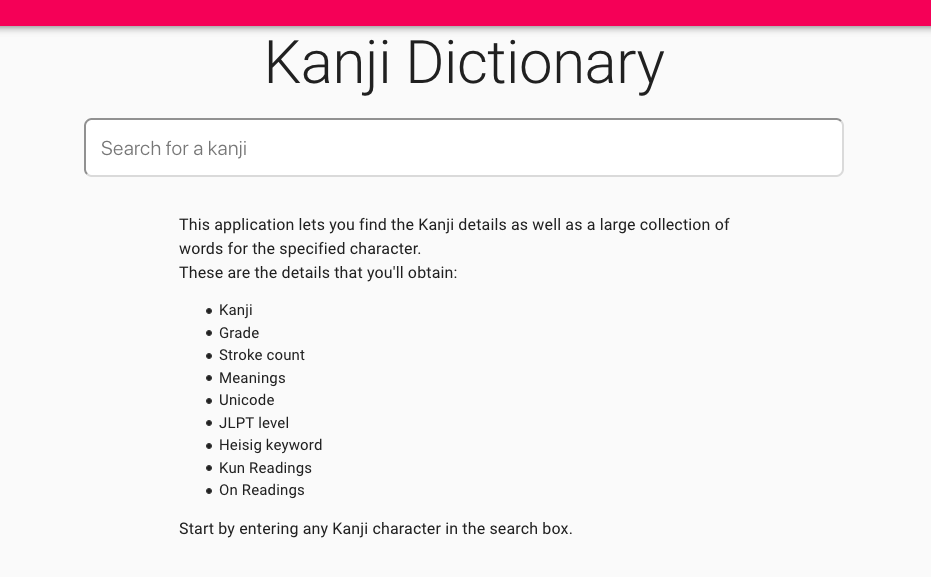 Kanji Dictionary
Search for a kanji
This application lets you find the Kanji details as well as a large collection of
words for the specified character.
These are the details that you'll obtain:
Kanji
Grade
Stroke count
Meanings
Unicode
JLPT level
Heisig keyword
Kun Readings
On Readings
Start by entering any Kanji character in the search box.